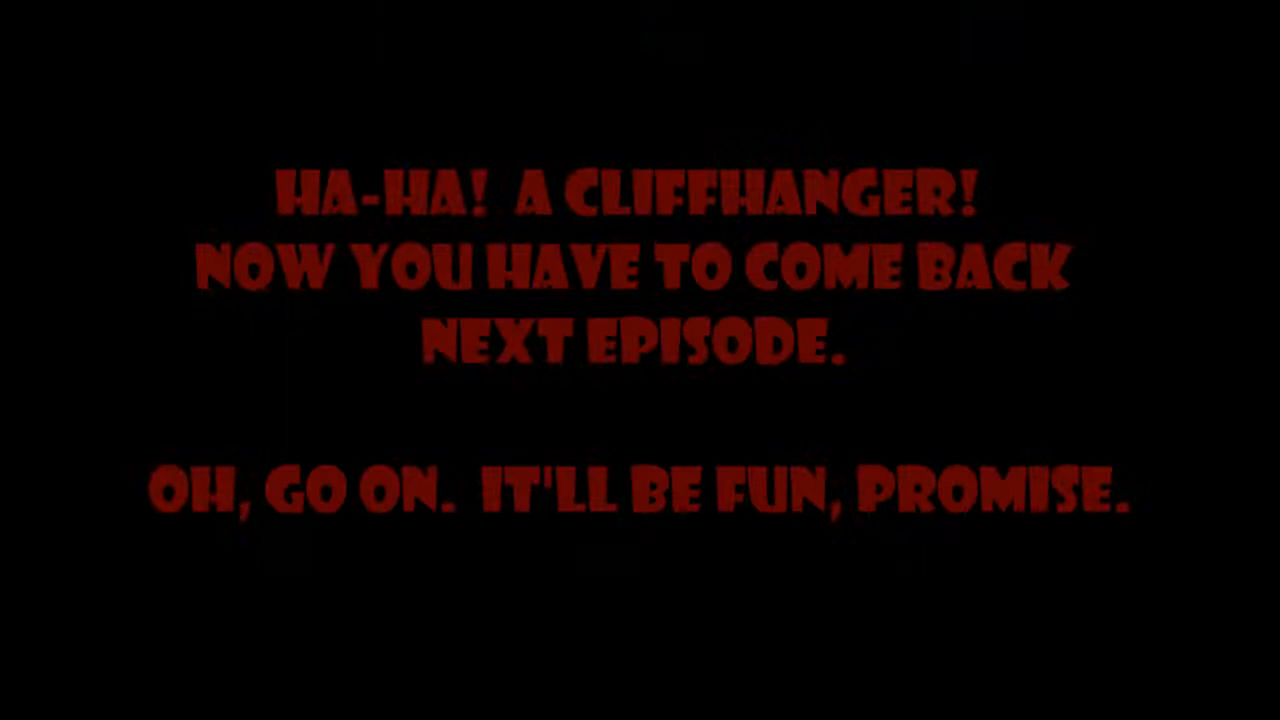 HA-HA!  A CLIFFHANGER!
NOW YOU HAVE TO COME BACK
NEXT EPISODE.
OH, GO ON.  IT'LL BE FUN, PROMISE.